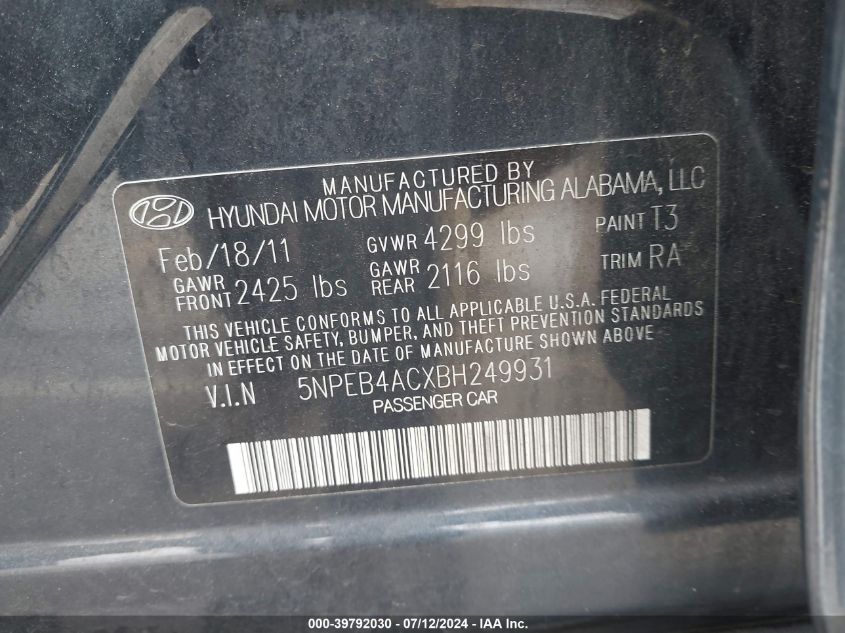 MANUFACTURED BY
HYUNDAI MOTOR MANUFACTURING ALABAMA, LLC
Feb/18/11 GVWR 4299 lbs PAINT T3
GAWR FRONT 2425 lbs GAWR REAR 2116 lbs TRIM RA
THIS VEHICLE CONFORMS TO ALL APPLICABLE U.S.A. FEDERAL
MOTOR VEHICLE SAFETY, BUMPER, AND THEFT PREVENTION STANDARDS
IN EFFECT ON THE DATE OF MANUFACTURE SHOWN ABOVE
V.I.N 5NPEB4ACXBH249931
PASSENGER CAR
000-39792030 - 07/12/2024 - IAA Inc.